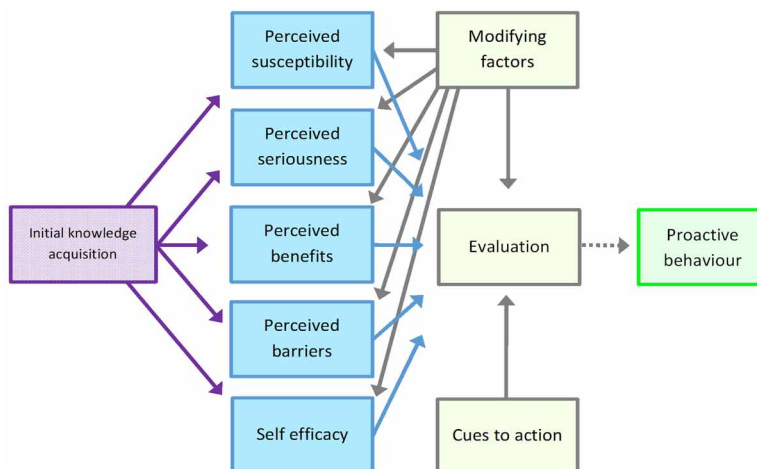 Perceived
susceptibility
Modifying
factors
Perceived
seriousness
Initial knowledge
acquisition
Perceived
benefits
Evaluation
Proactive
behaviour
Perceived
barriers
Self efficacy
Cues to action